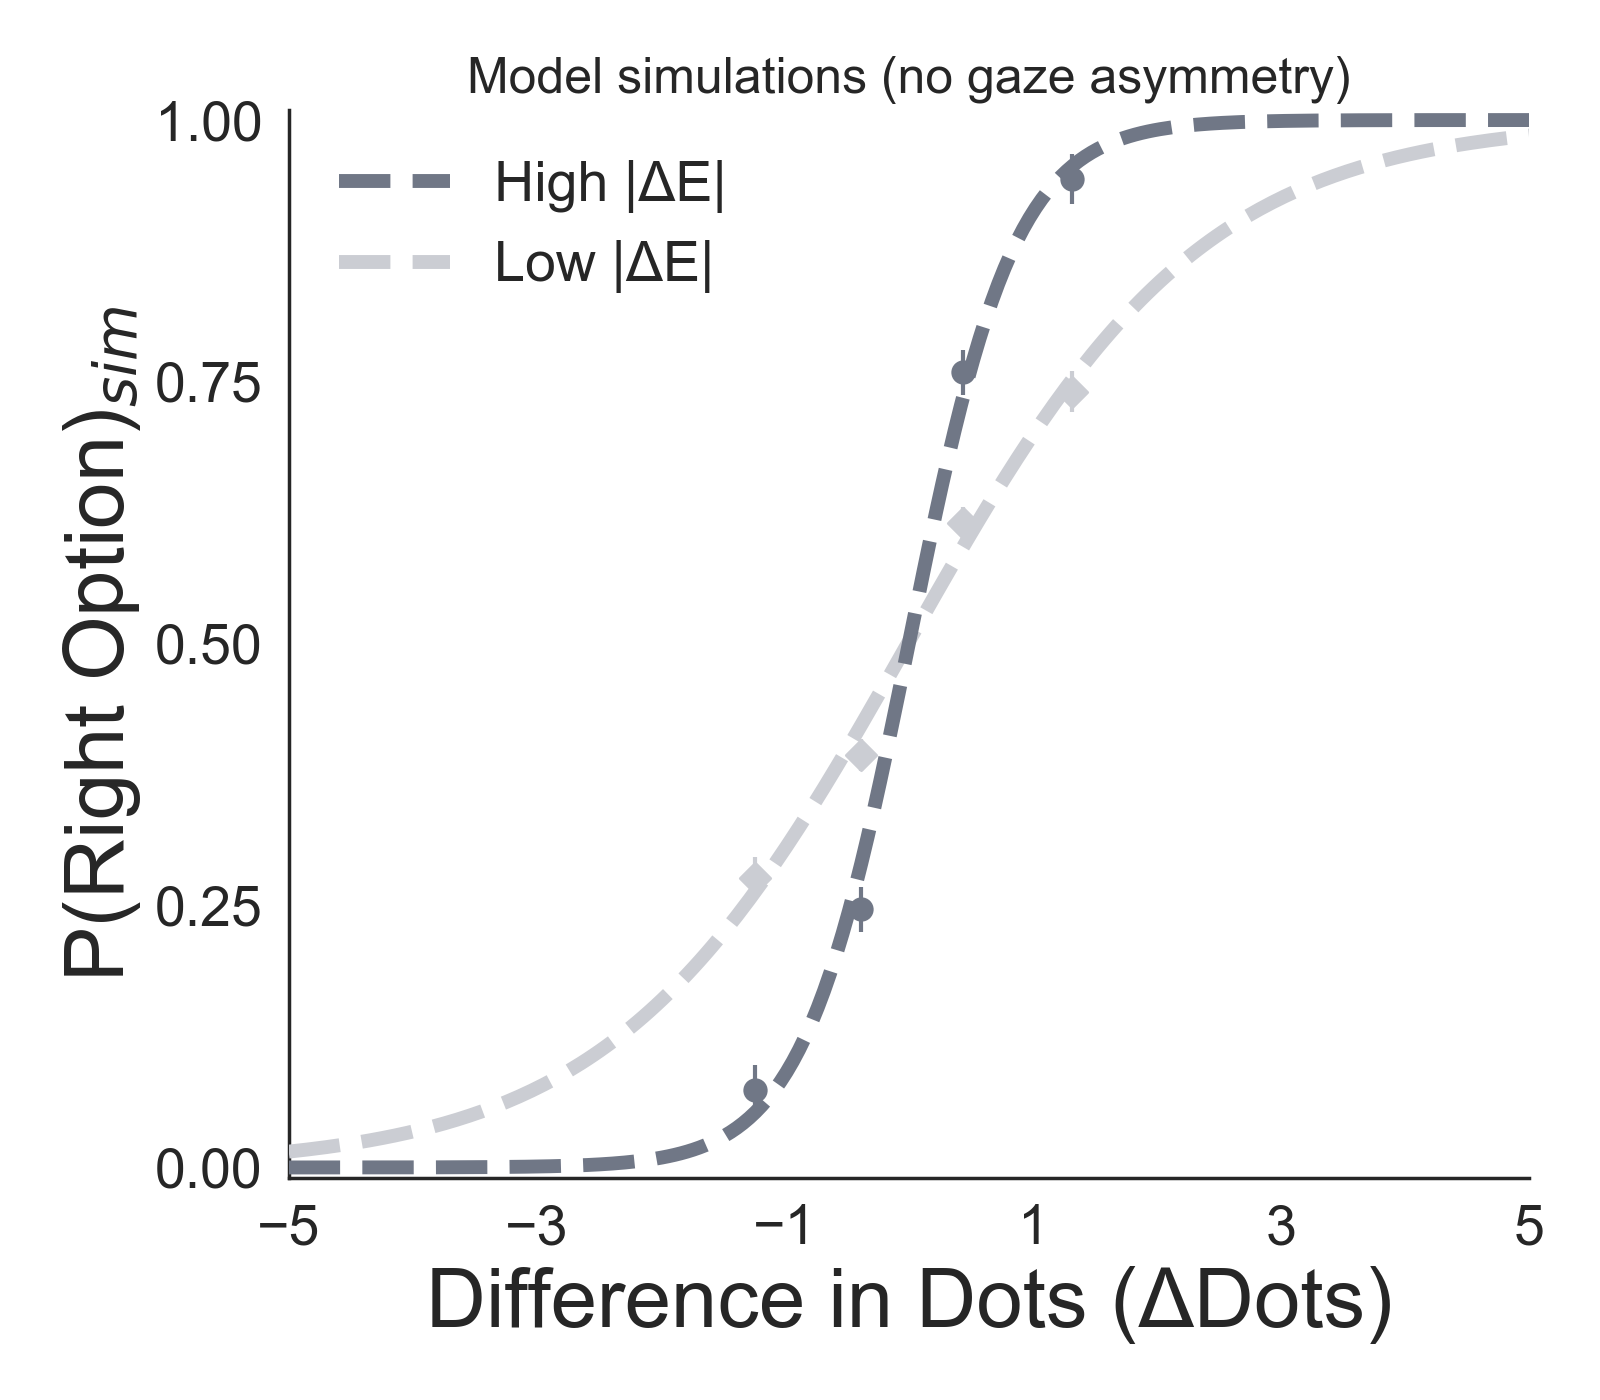 Model simulations (no gaze asymmetry)
1.00
High |ΔE|
Low |ΔE|
0.75
0.50
0.25
0.00
P(Right Option)sim
−5 −3 −1 1 3 5
Difference in Dots (ΔDots)